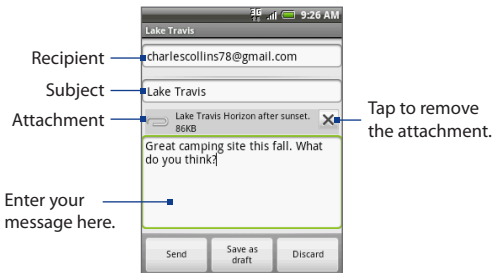 3G 9:26 AM
Lake Travis
Recipient
charlescollins78@gmail.com
Subject
Lake Travis
Attachment
Lake Travis Horizon after sunset.
86KB
Tap to remove
the attachment.
Great camping site this fall. What
do you think?
Enter your
message here.
Send
Save as
draft
Discard